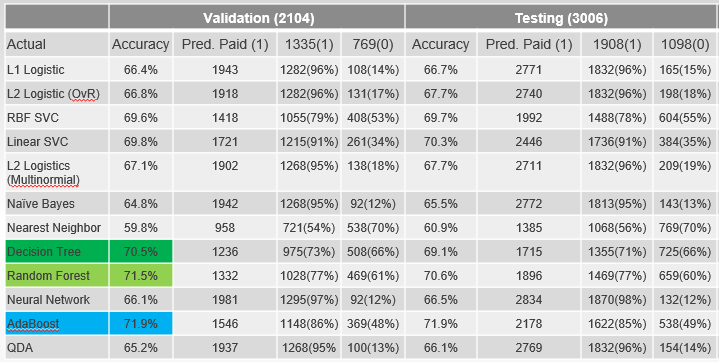 Validation (2104) Testing (3006)
Actual Accuracy Pred. Paid (1) 1335(1) 769(0) Accuracy Pred. Paid (1) 1908(1) 1098(0)
L1 Logistic 66.4% 1943 1282(96%) 108(14%) 66.7% 2771 1832(96%) 165(15%)
L2 Logistic (OvR) 66.8% 1918 1282(96%) 131(17%) 67.7% 2740 1832(96%) 198(18%)
RBF SVC 69.6% 1418 1055(79%) 408(53%) 69.7% 1992 1488(78%) 604(55%)
Linear SVC 69.8% 1721 1215(91%) 261(34%) 70.3% 2446 1736(91%) 384(35%)
L2 Logistics 67.1% 1902 1268(95%) 138(18%) 67.7% 2711 1832(96%) 209(19%)
(Multinormial)
Naïve Bayes 64.8% 1942 1268(95%) 92(12%) 65.5% 2772 1813(95%) 143(13%)
Nearest Neighbor 59.8% 958 721(54%) 538(70%) 60.9% 1385 1068(56%) 769(70%)
Decision Tree 70.5% 1236 975(73%) 508(66%) 69.1% 1715 1355(71%) 725(66%)
Random Forest 71.5% 1332 1028(77%) 469(61%) 70.6% 1896 1469(77%) 659(60%)
Neural Network 66.1% 1981 1295(97%) 92(12%) 66.5% 2834 1870(98%) 132(12%)
AdaBoost 71.9% 1546 1148(86%) 369(48%) 71.9% 2178 1622(85%) 538(49%)
QDA 65.2% 1937 1268(95% 100(13%) 66.1% 2769 1832(96%) 154(14%)